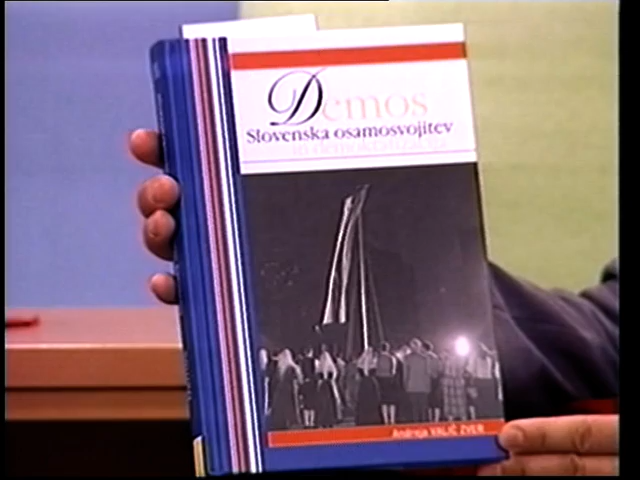 Demos
Slovenska osamosvojitev
in demokratizacija
Andreja VALIČ ZVER